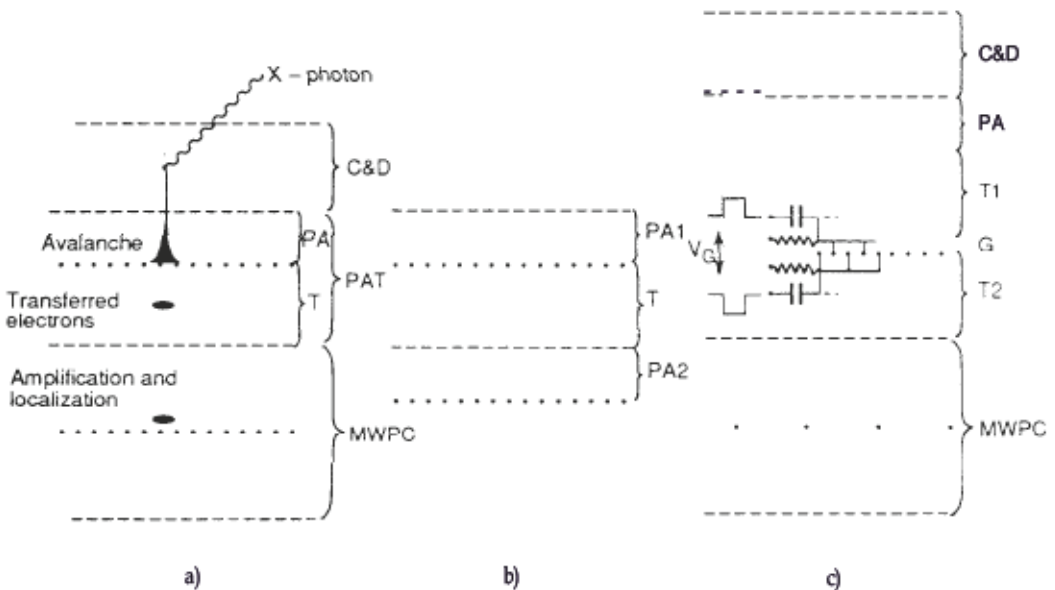 X – photon
C&D
Avalanche
PA
PAT
Transferred
electrons
T
Amplification and
localization
MWPC
a)
PA1
T
PA2
b)
C&D
PA
T1
V_G
G
T2
MWPC
c)